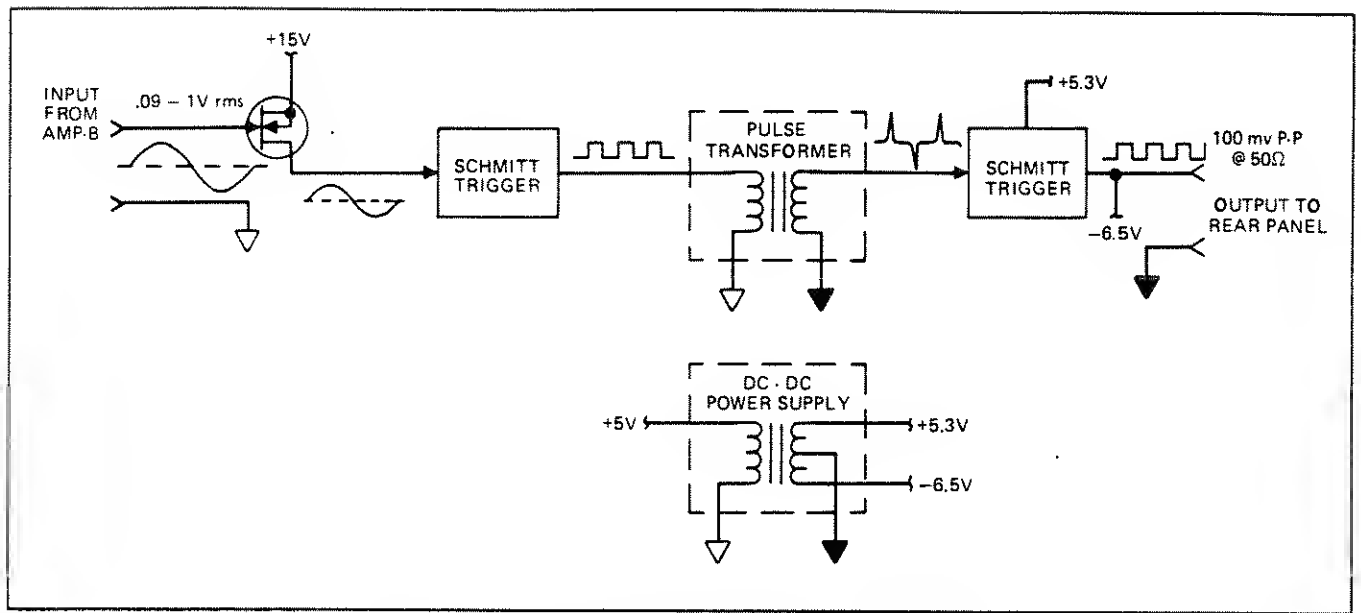 +15V
INPUT
FROM
AMP-B
.09 – 1V rms
SCHMITT
TRIGGER
PULSE
TRANSFORMER
+5.3V
SCHMITT
TRIGGER
100 mv P-P
@ 50Ω
-6.5V
OUTPUT TO
REAR PANEL
DC - DC
POWER SUPPLY
+5V
+5.3V
-6.5V